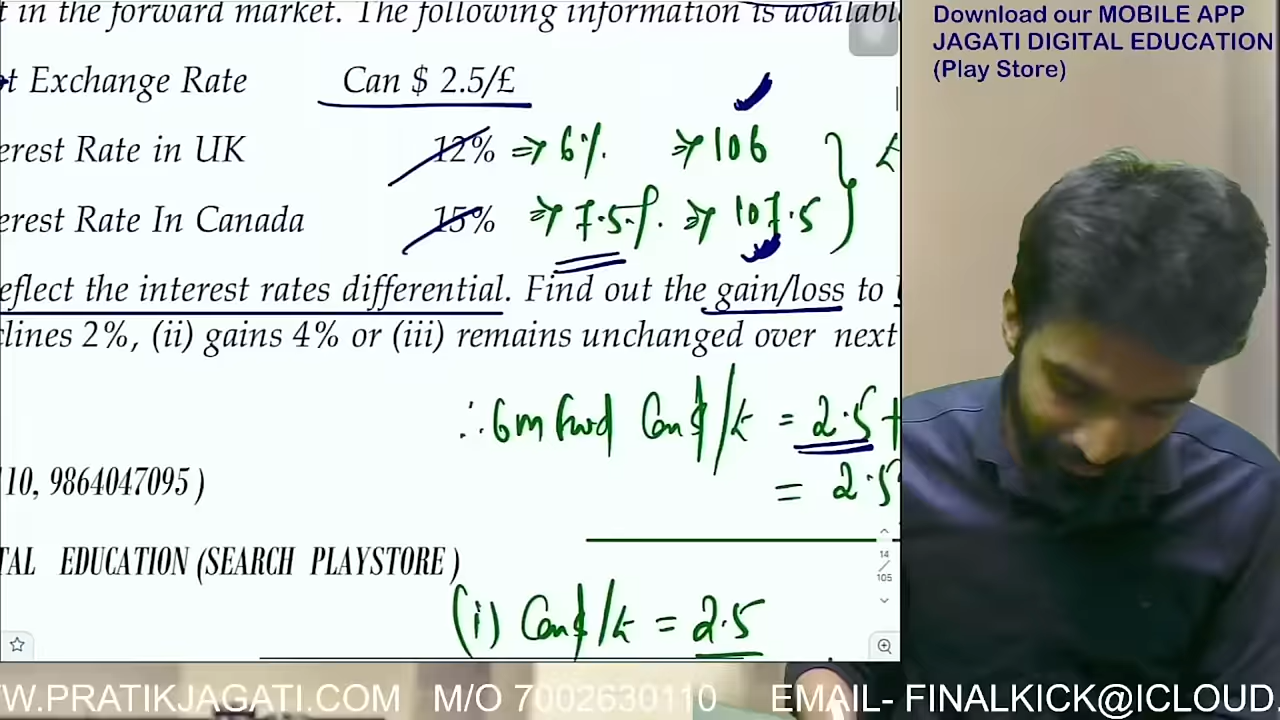 t in the forward market. The following information is availabl
Download our MOBILE APP
JAGATI DIGITAL EDUCATION
(Play Store)
t Exchange Rate Can $ 2.5/£
erest Rate in UK 12% ⇒ 6% ⇒ 106
erest Rate In Canada 15% ⇒ 7.5% ⇒ 107.5
eflect the interest rates differential. Find out the gain/loss to
lines 2%, (ii) gains 4% or (iii) remains unchanged over next
∴ 6m fwd Can$/£ = 2.5+
= 2.5
110, 9864047095 )
14
/
105
TAL EDUCATION (SEARCH PLAYSTORE )
(i) Can$/£ = 2.5
WW.PRATIKJAGATI.COM M/O 7002630110 EMAIL- FINALKICK@ICLOUD.